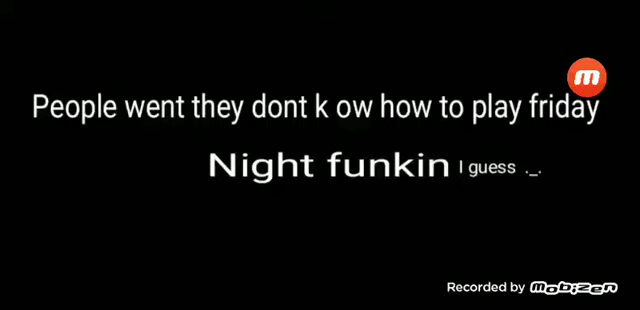 m
People went they dont k ow how to play friday
Night funkin I guess ._.
Recorded by Mobizen